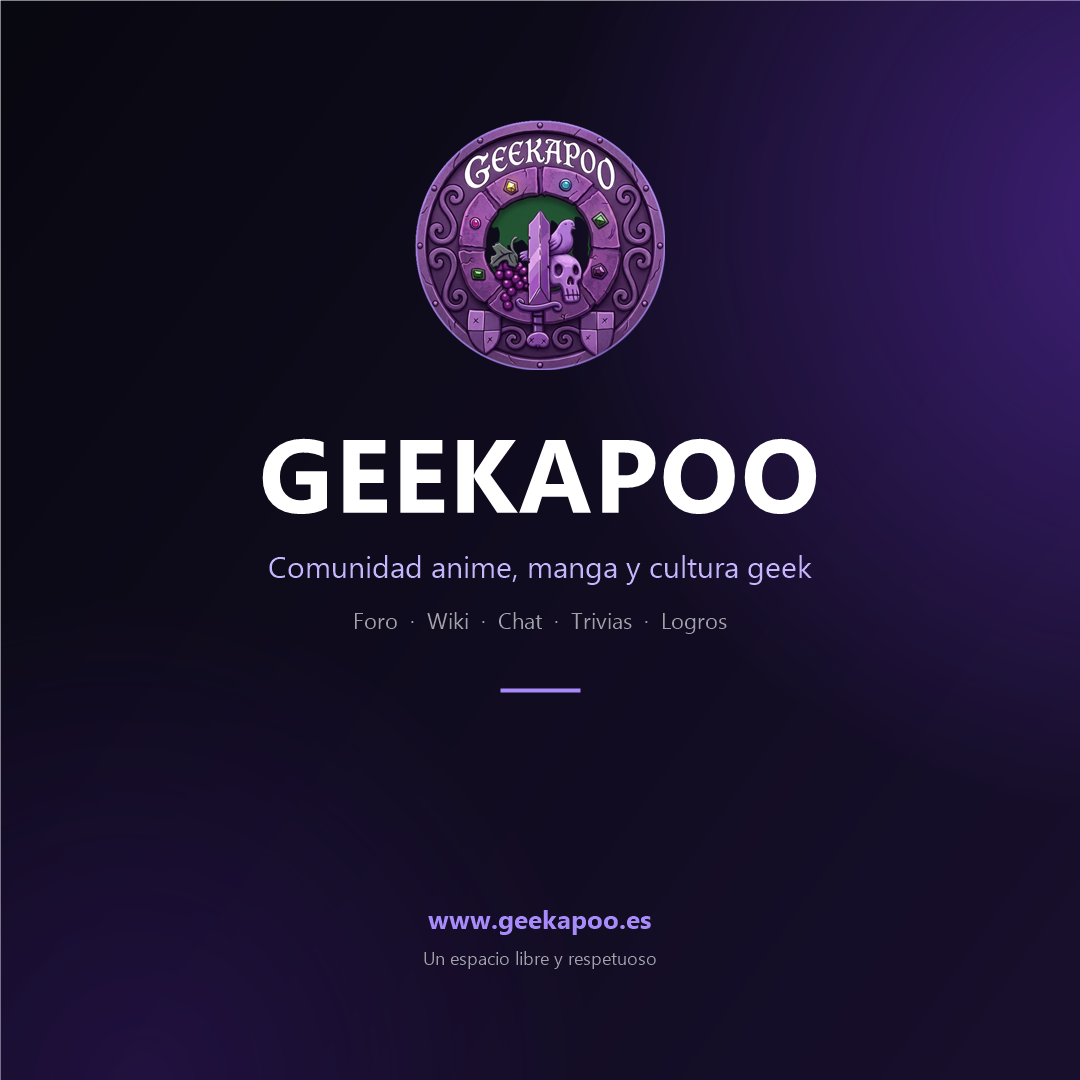 GEEKAPOO
GEEKAPOO
Comunidad anime, manga y cultura geek
Foro · Wiki · Chat · Trivias · Logros
www.geekapoo.es
Un espacio libre y respetuoso